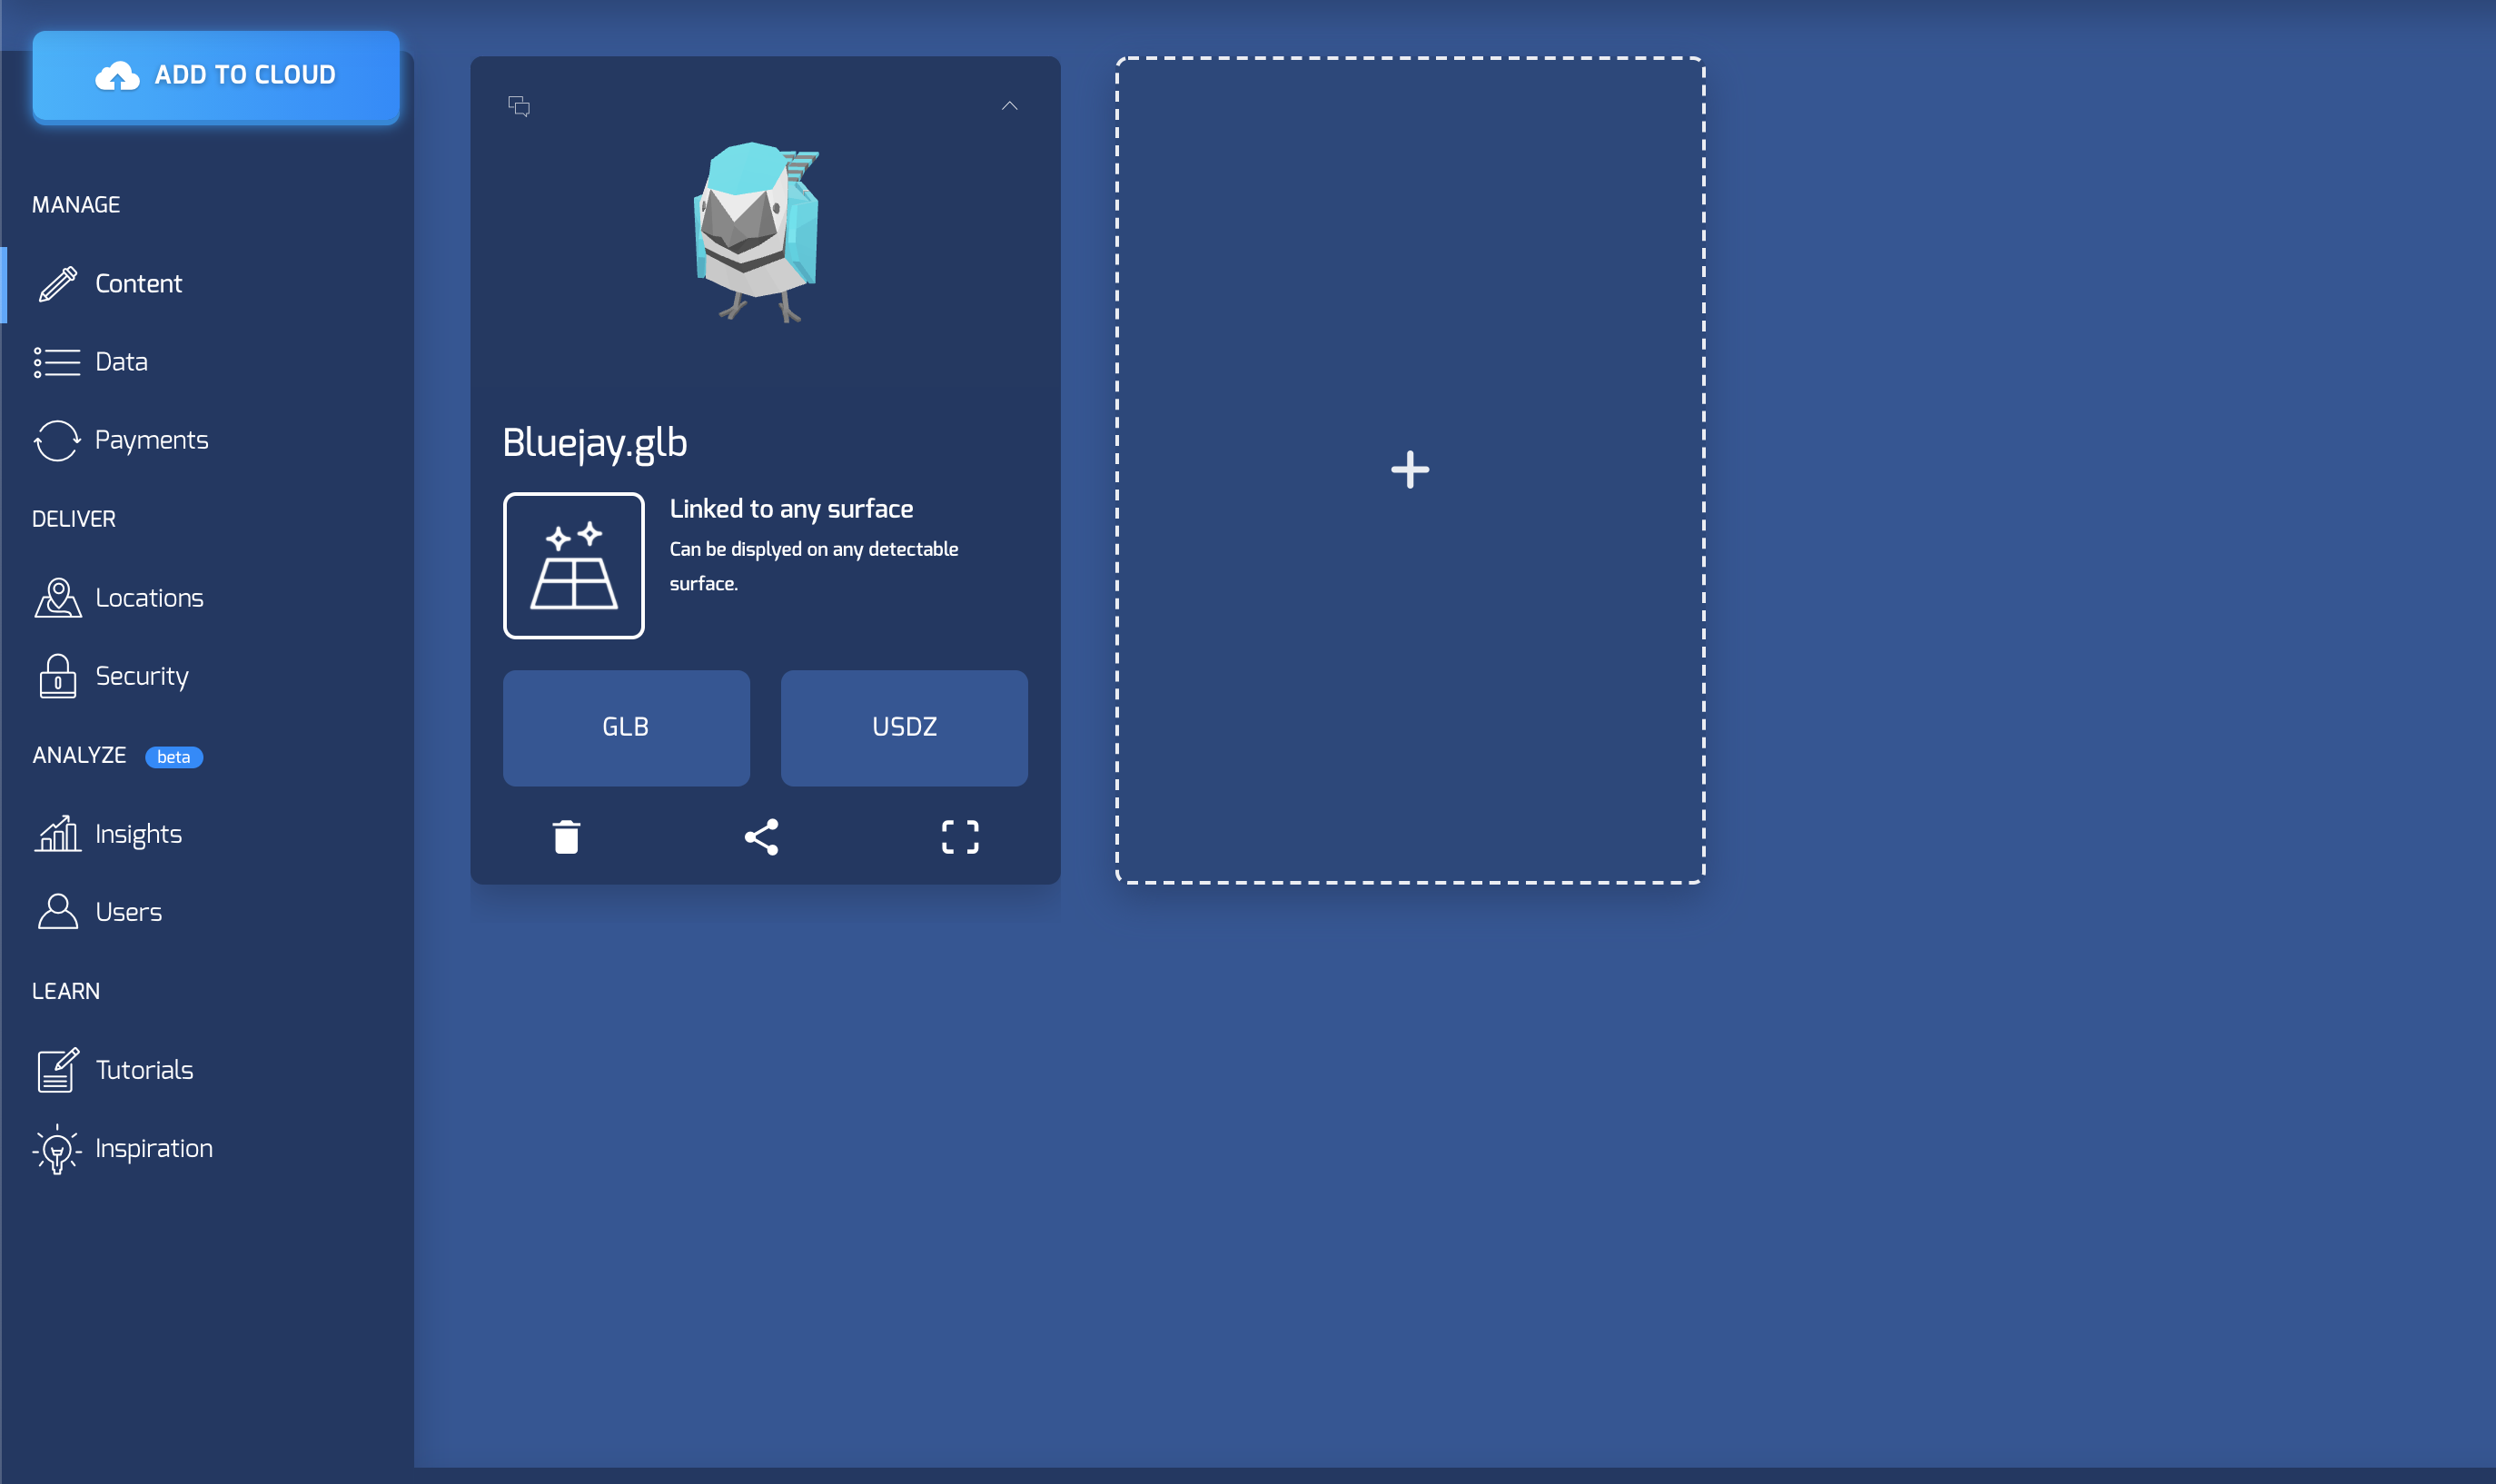 ADD TO CLOUD
MANAGE
Content
Data
Payments
DELIVER
Locations
Security
ANALYZE beta
Insights
Users
LEARN
Tutorials
Inspiration
Bluejay.glb
Linked to any surface
Can be displyed on any detectable
surface.
GLB
USDZ